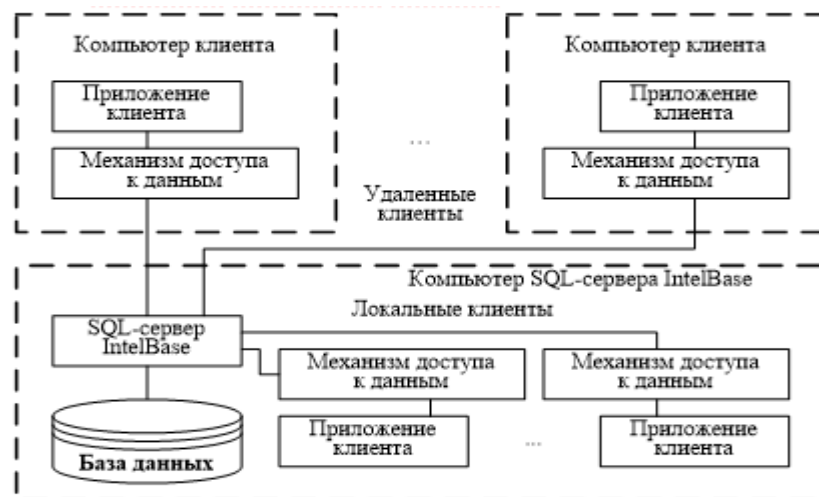 Компьютер клиента
Компьютер клиента
Приложение
клиента
Приложение
клиента
...
Механизм доступа
к данным
Механизм доступа
к данным
Удаленные
клиенты
Компьютер SQL-сервера IntelBase
Локальные клиенты
SQL-сервер
IntelBase
Механизм доступа
к данным
Механизм доступа
к данным
База данных
Приложение
клиента
...
Приложение
клиента